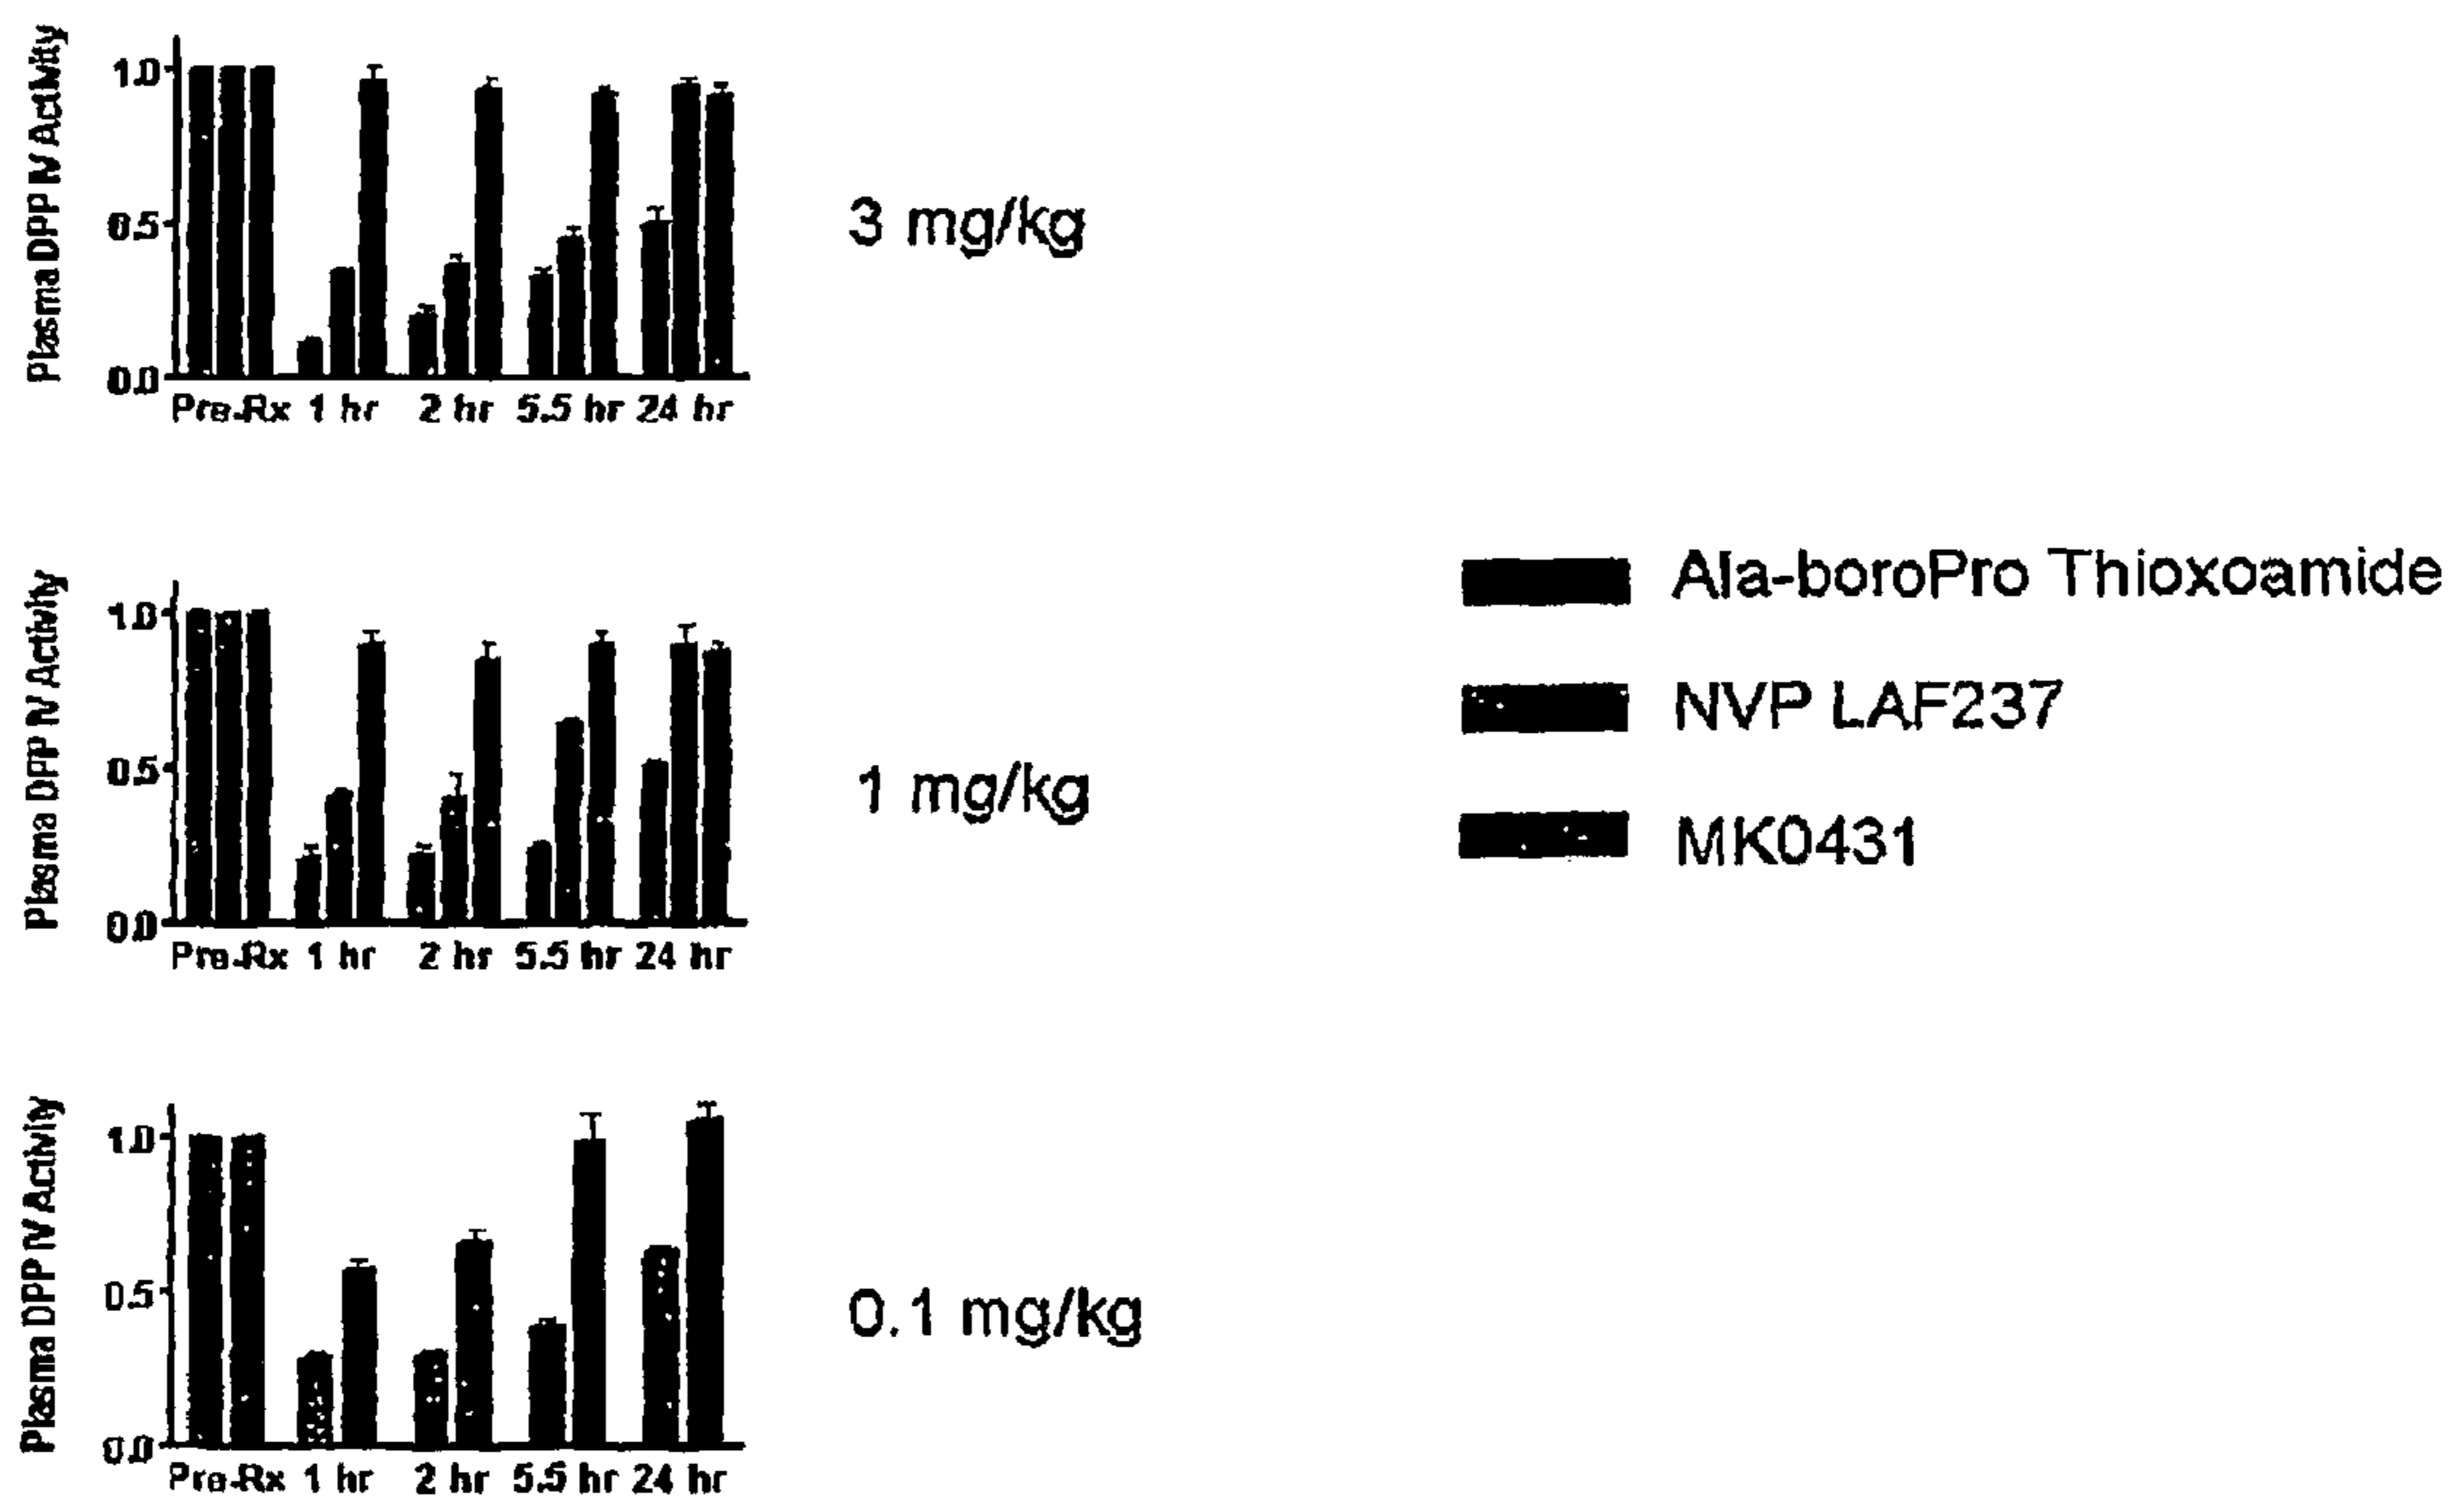 Plasma DPP IV Activity
1.0
0.5
0.0
Pre-Rx 1 hr 2 hr 5.5 hr 24 hr
3 mg/kg
Plasma DPP IV Activity
1.0
0.5
0.0
Pre-Rx 1 hr 2 hr 5.5 hr 24 hr
1 mg/kg
Ala-boroPro Thioxoamide
NVP LAF237
MK0431
Plasma DPP IV Activity
1.0
0.5
0.0
Pre-Rx 1 hr 2 hr 5.5 hr 24 hr
0.1 mg/kg